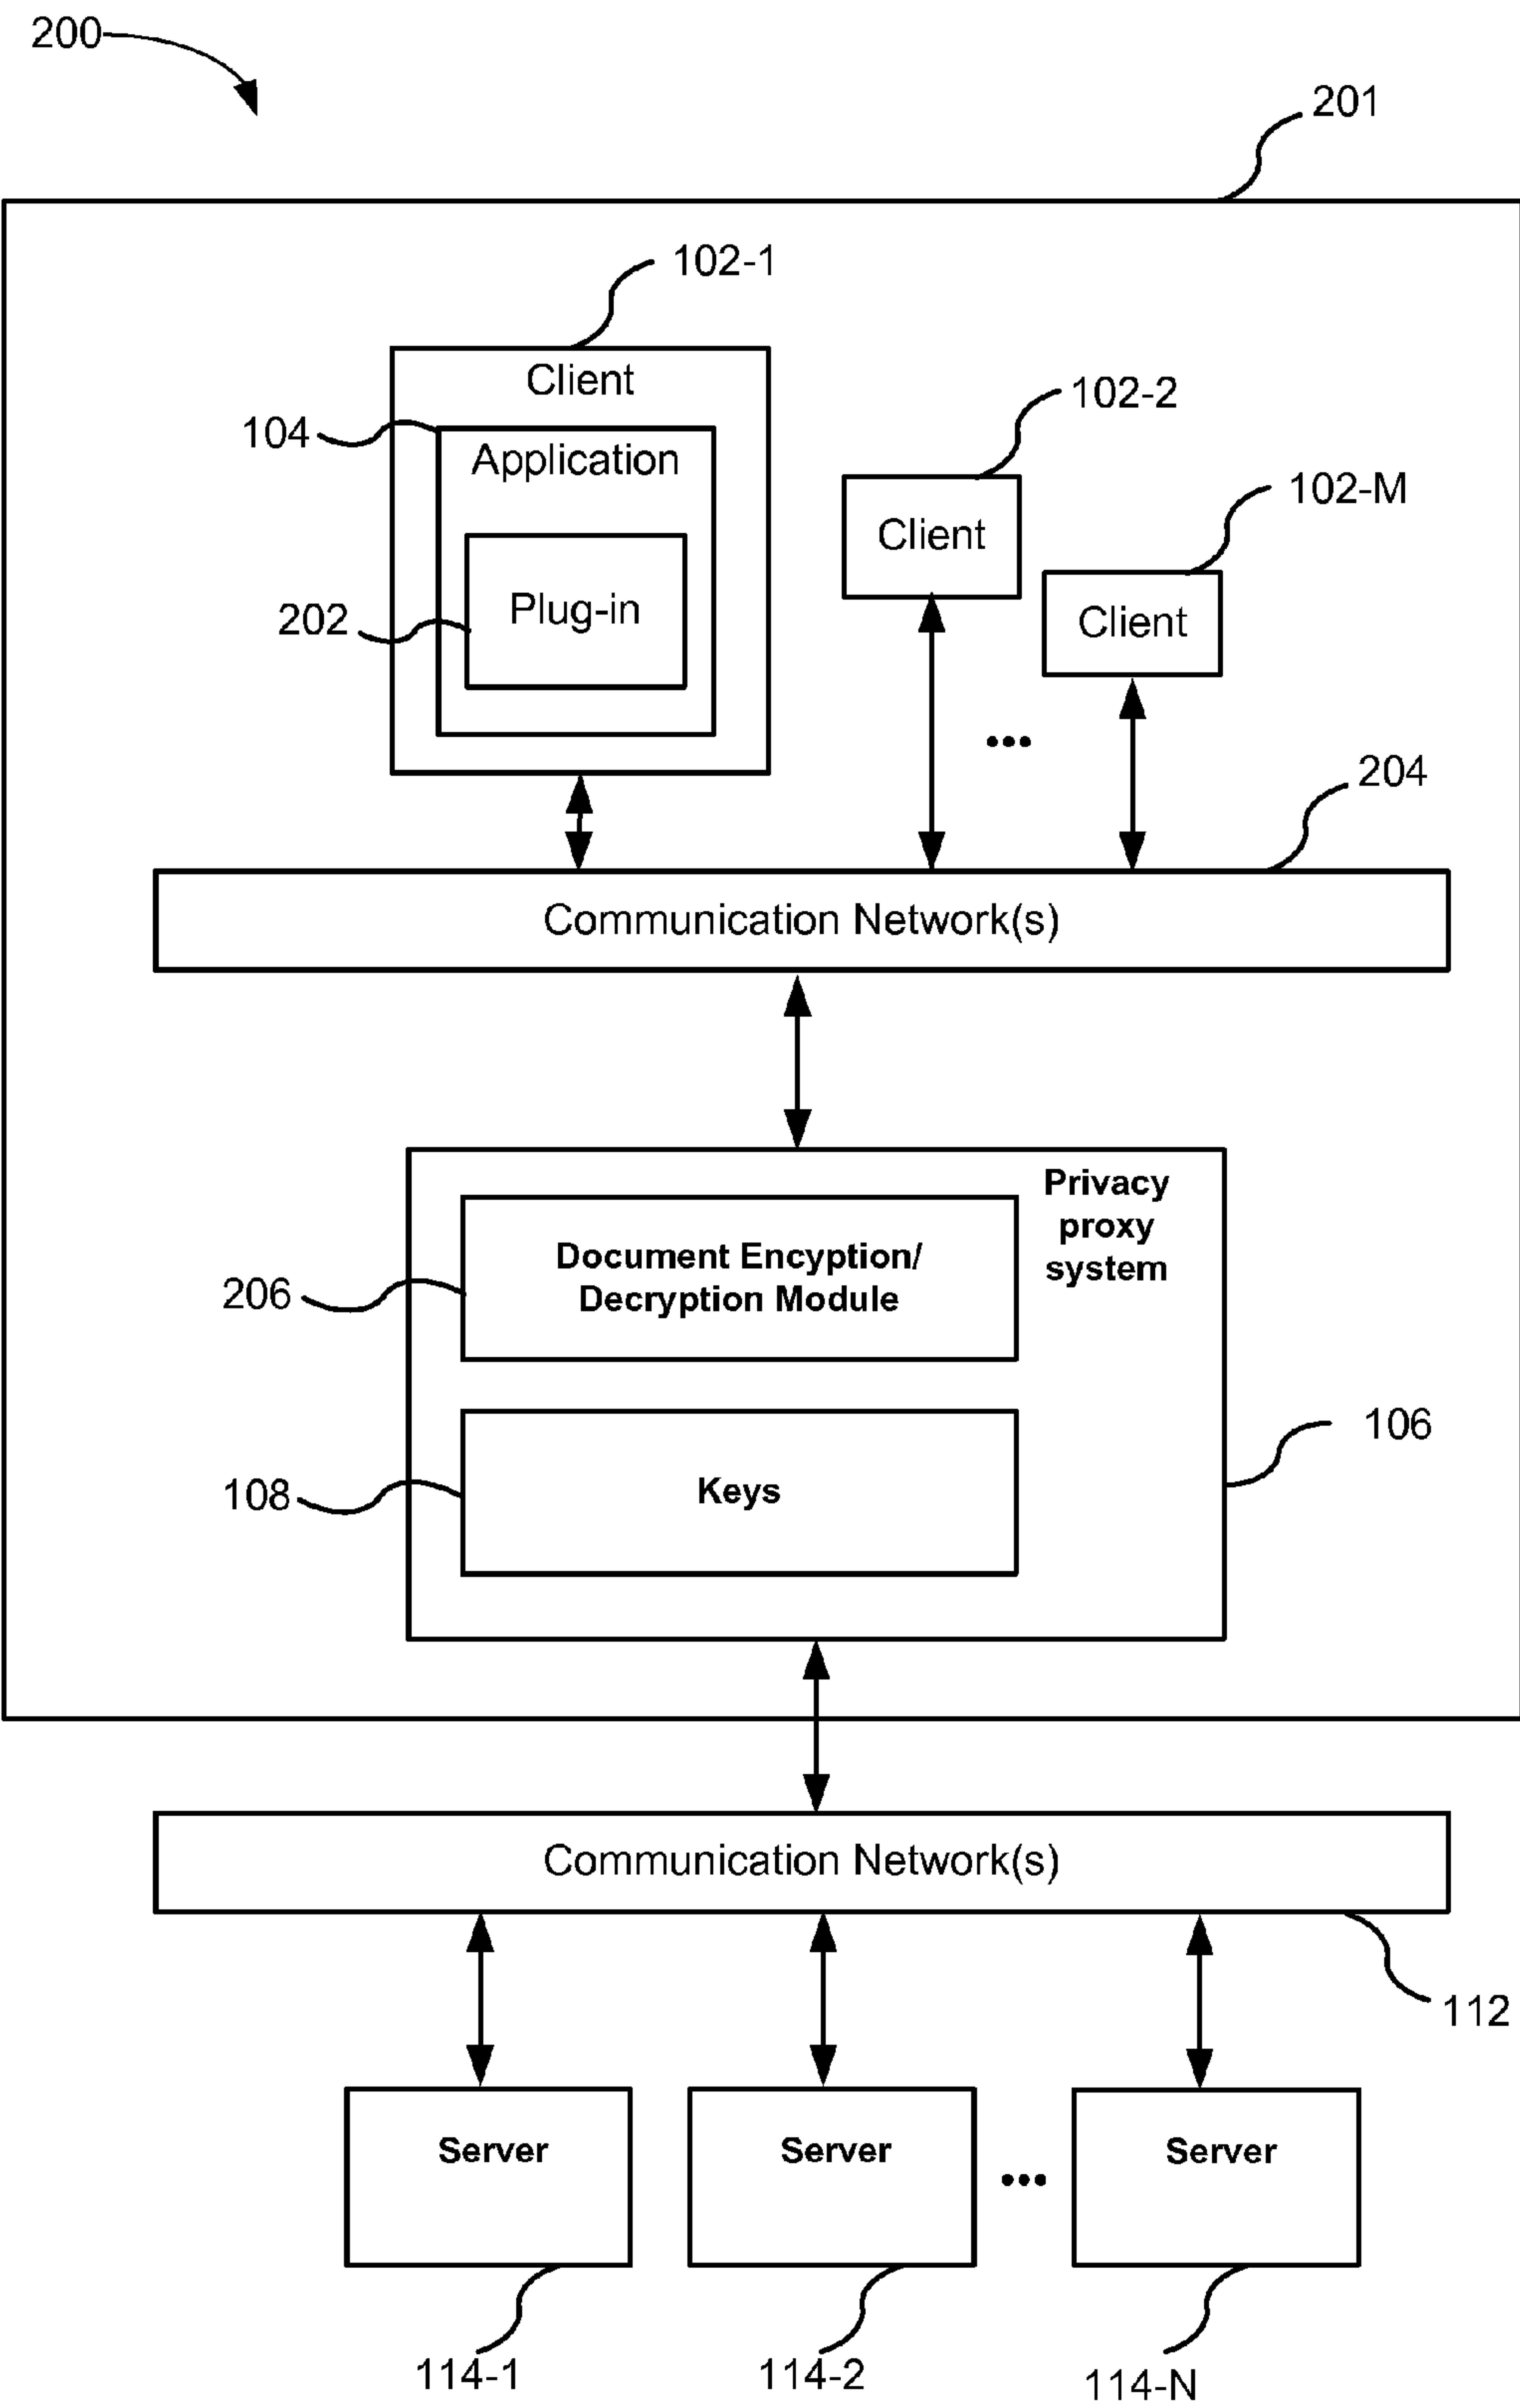 200
201
102-1
Client
102-2
104
Application
102-M
Client
202
Plug-in
Client
204
Communication Network(s)
Privacy
proxy
system
Document Encyption/
Decryption Module
206
106
108
Keys
Communication Network(s)
112
Server
Server
Server
114-1
114-2
114-N